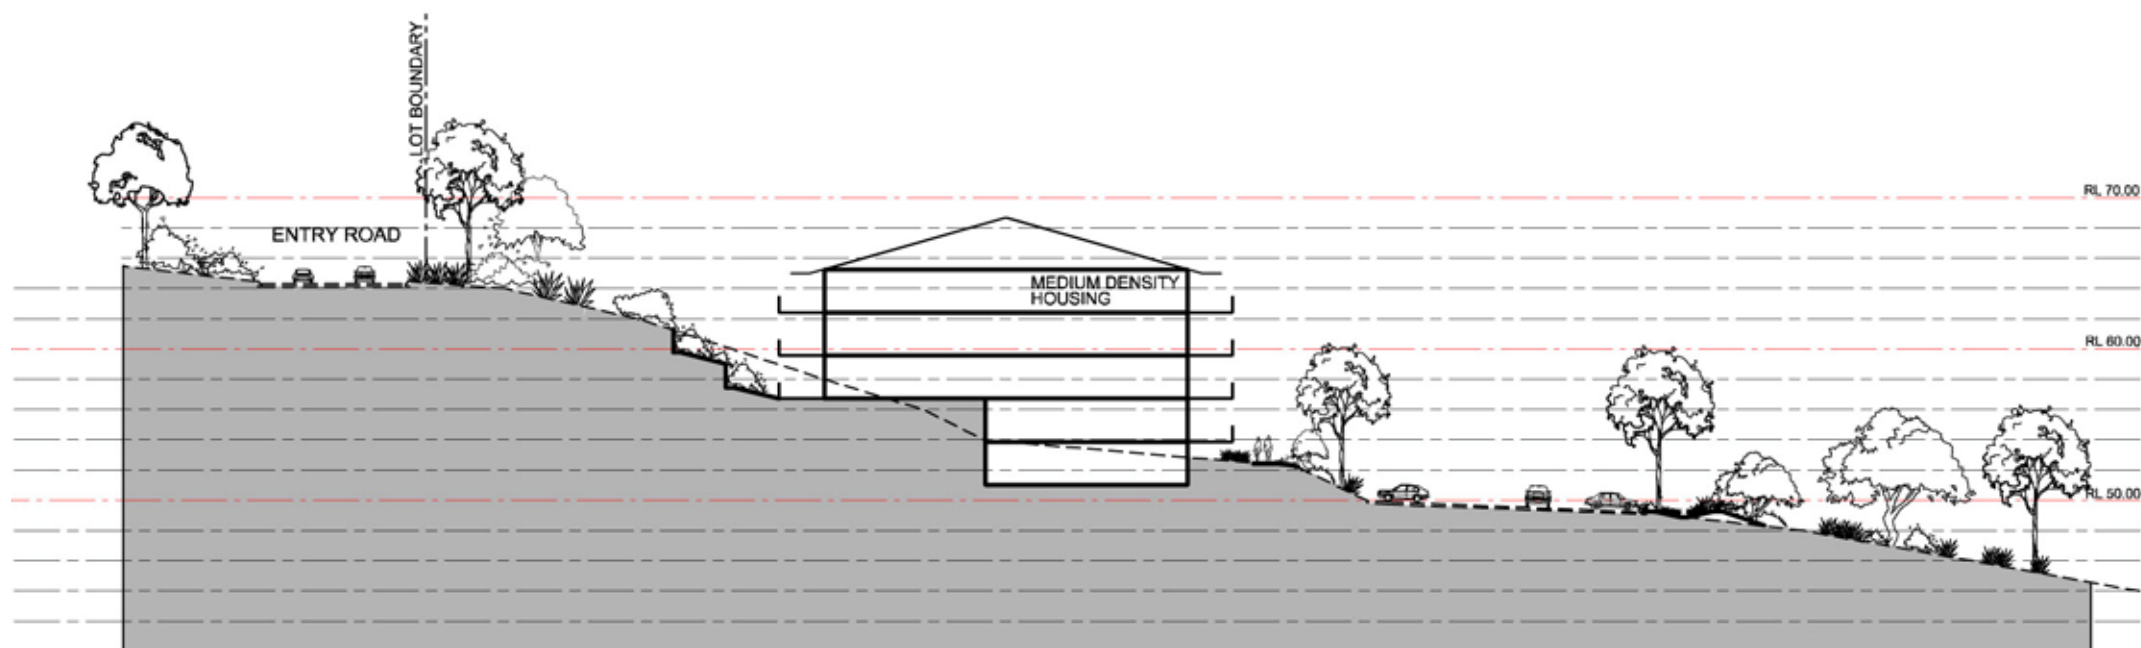 LOT BOUNDARY
RL 70.00
ENTRY ROAD
MEDIUM DENSITY
HOUSING
RL 60.00
RL 50.00